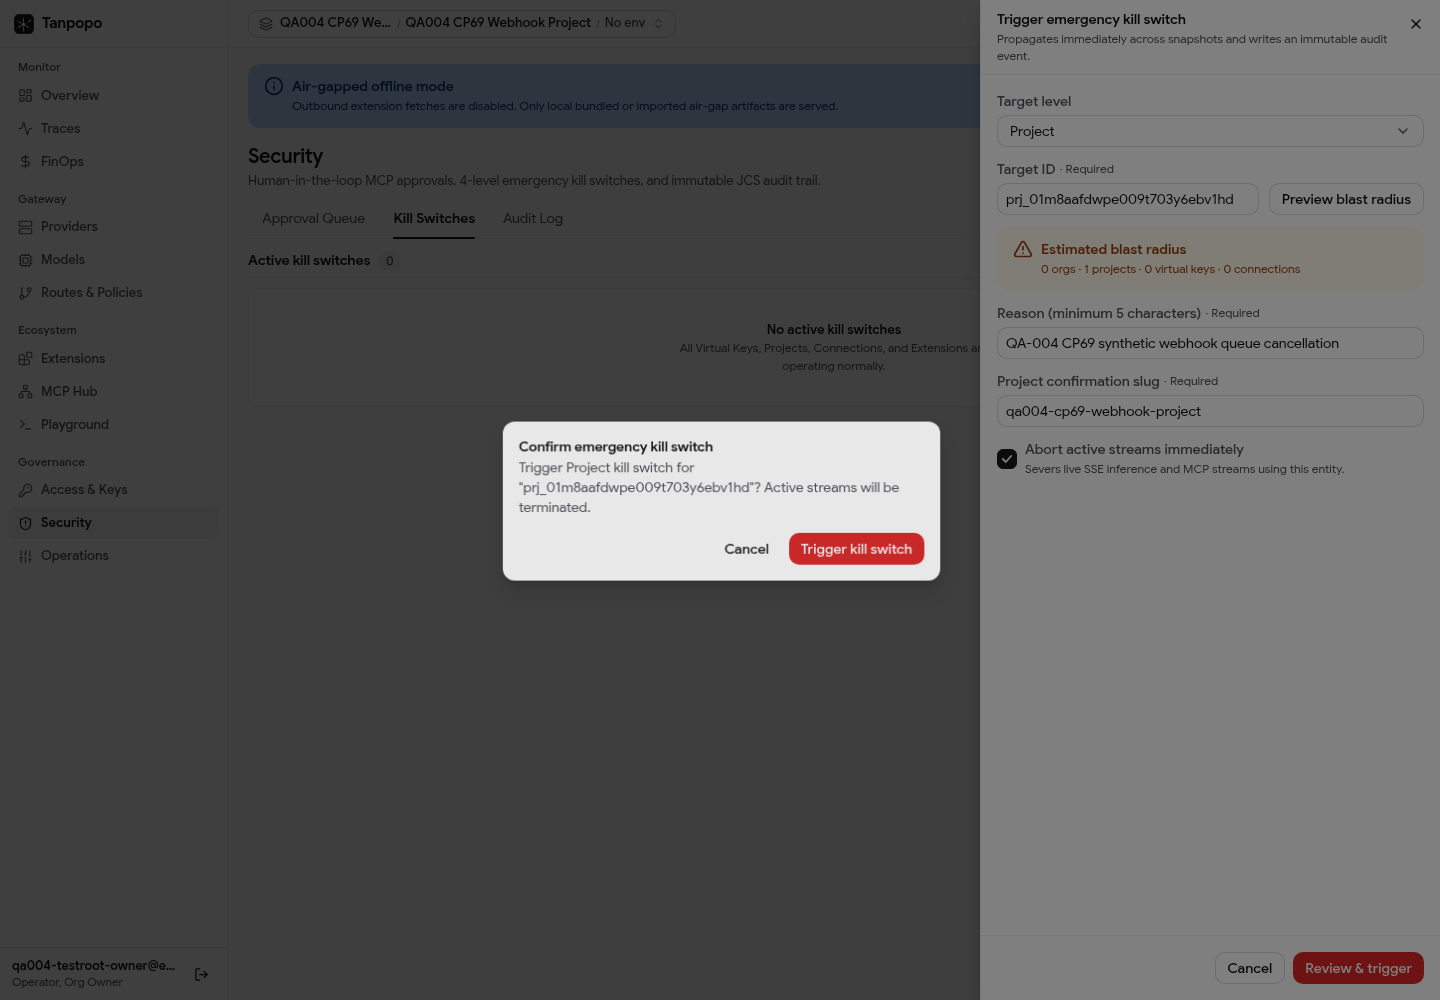 Tanpopo
QA004 CP69 We... / QA004 CP69 Webhook Project / No env
Monitor
Overview
Traces
FinOps
Gateway
Providers
Models
Routes & Policies
Ecosystem
Extensions
MCP Hub
Playground
Governance
Access & Keys
Security
Operations
qa004-testroot-owner@e...
Operator, Org Owner
Air-gapped offline mode
Outbound extension fetches are disabled. Only local bundled or imported air-gap artifacts are served.
Security
Human-in-the-loop MCP approvals, 4-level emergency kill switches, and immutable JCS audit trail.
Approval Queue Kill Switches Audit Log
Active kill switches 0
No active kill switches
All Virtual Keys, Projects, Connections, and Extensions
operating normally.
Confirm emergency kill switch
Trigger Project kill switch for
"prj_01m8aafdwpe009t703y6ebv1hd"? Active streams will be
terminated.
Cancel Trigger kill switch
Trigger emergency kill switch
Propagates immediately across snapshots and writes an immutable audit
event.
Target level
Project
Target ID · Required
prj_01m8aafdwpe009t703y6ebv1hd Preview blast radius
Estimated blast radius
0 orgs · 1 projects · 0 virtual keys · 0 connections
Reason (minimum 5 characters) · Required
QA-004 CP69 synthetic webhook queue cancellation
Project confirmation slug · Required
qa004-cp69-webhook-project
Abort active streams immediately
Severs live SSE inference and MCP streams using this entity.
Cancel Review & trigger